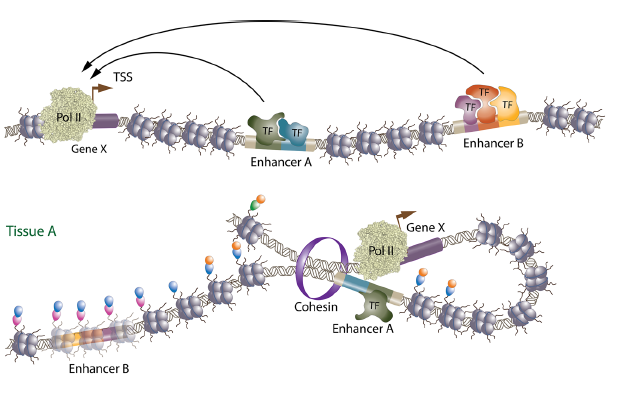 TSS
Pol II
Gene X
TF
TF
Enhancer A
TF
TF
TF
Enhancer B
Tissue A
Pol II
Gene X
Cohesin
TF
Enhancer A
Enhancer B